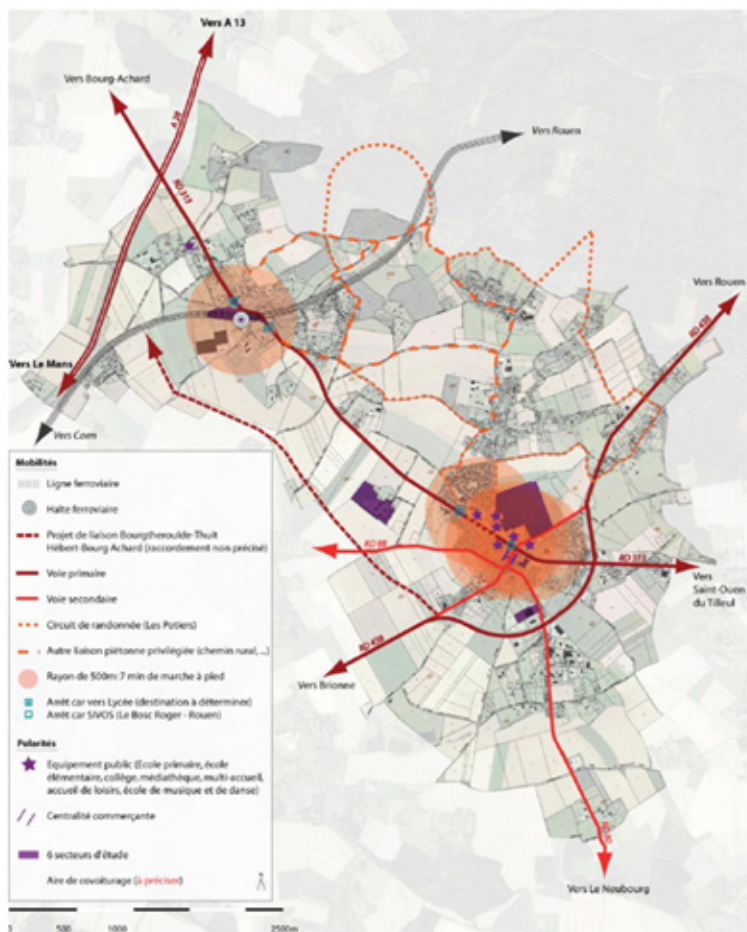 Vers A 13
Vers Bourg-Achard
A 28
Vers Rouen
RD 313
Vers Rouen
RD 438
Vers Le Mans
Vers Caen
RD 313
Vers
Saint-Ouen
du Tilleul
RD 438
Vers Brionne
Vers Le Neubourg
Mobilités
Ligne ferroviaire
Halte ferroviaire
Projet de liaison Bourgtheroulde-Thuit
Hébert-Bourg Achard (raccordement non précisé)
Voie primaire
Voie secondaire
Circuit de randonnée (Les Potiers)
Autre liaison piétonne privilégiée (chemin rural, ...)
Rayon de 500m: 7 min de marche à pied
Arrêt car vers Lycée (destination à déterminer)
Arrêt car SIVOS (Le Bosc Roger - Rouen)
Polarités
Equipement public (Ecole primaire, école
élémentaire, collège, médiathèque, multi-accueil,
accueil de loisirs, école de musique et de danse)
Centralité commerçante
6 secteurs d'étude
Aire de covoiturage (à préciser)
0 500 1000 2500m